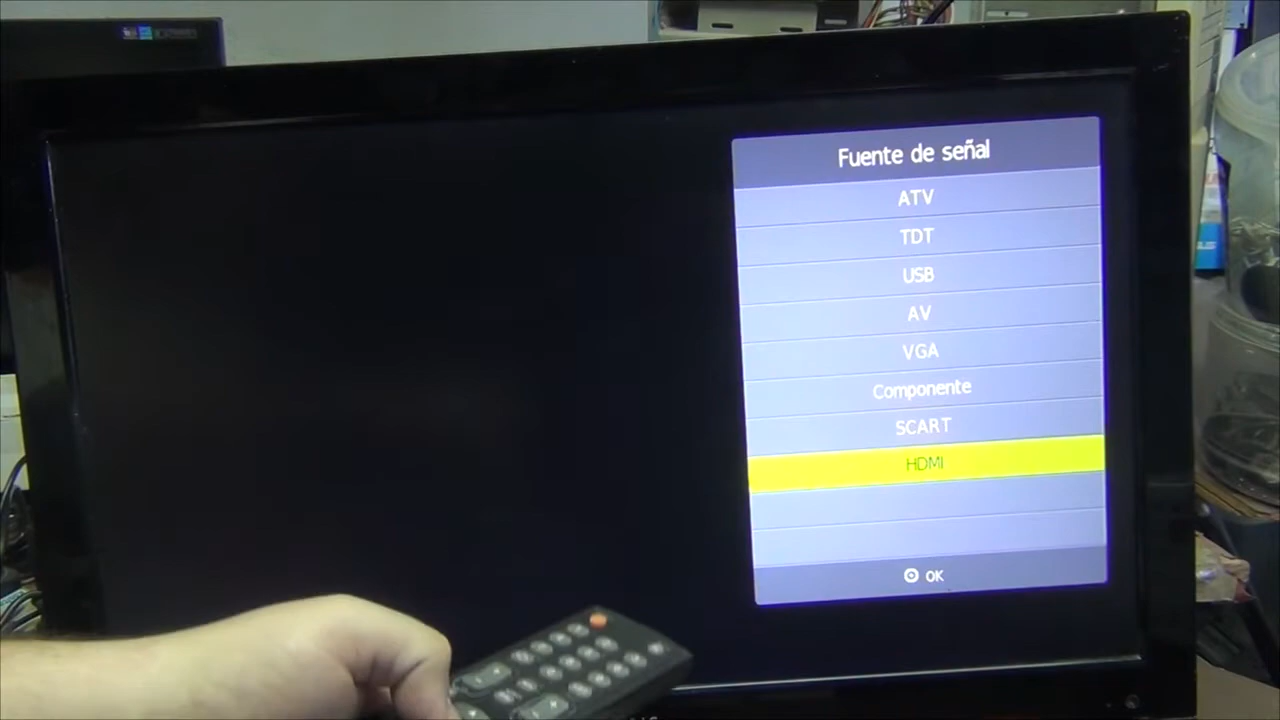 Fuente de señal
ATV
TDT
USB
AV
VGA
Componente
SCART
HDMI
OK